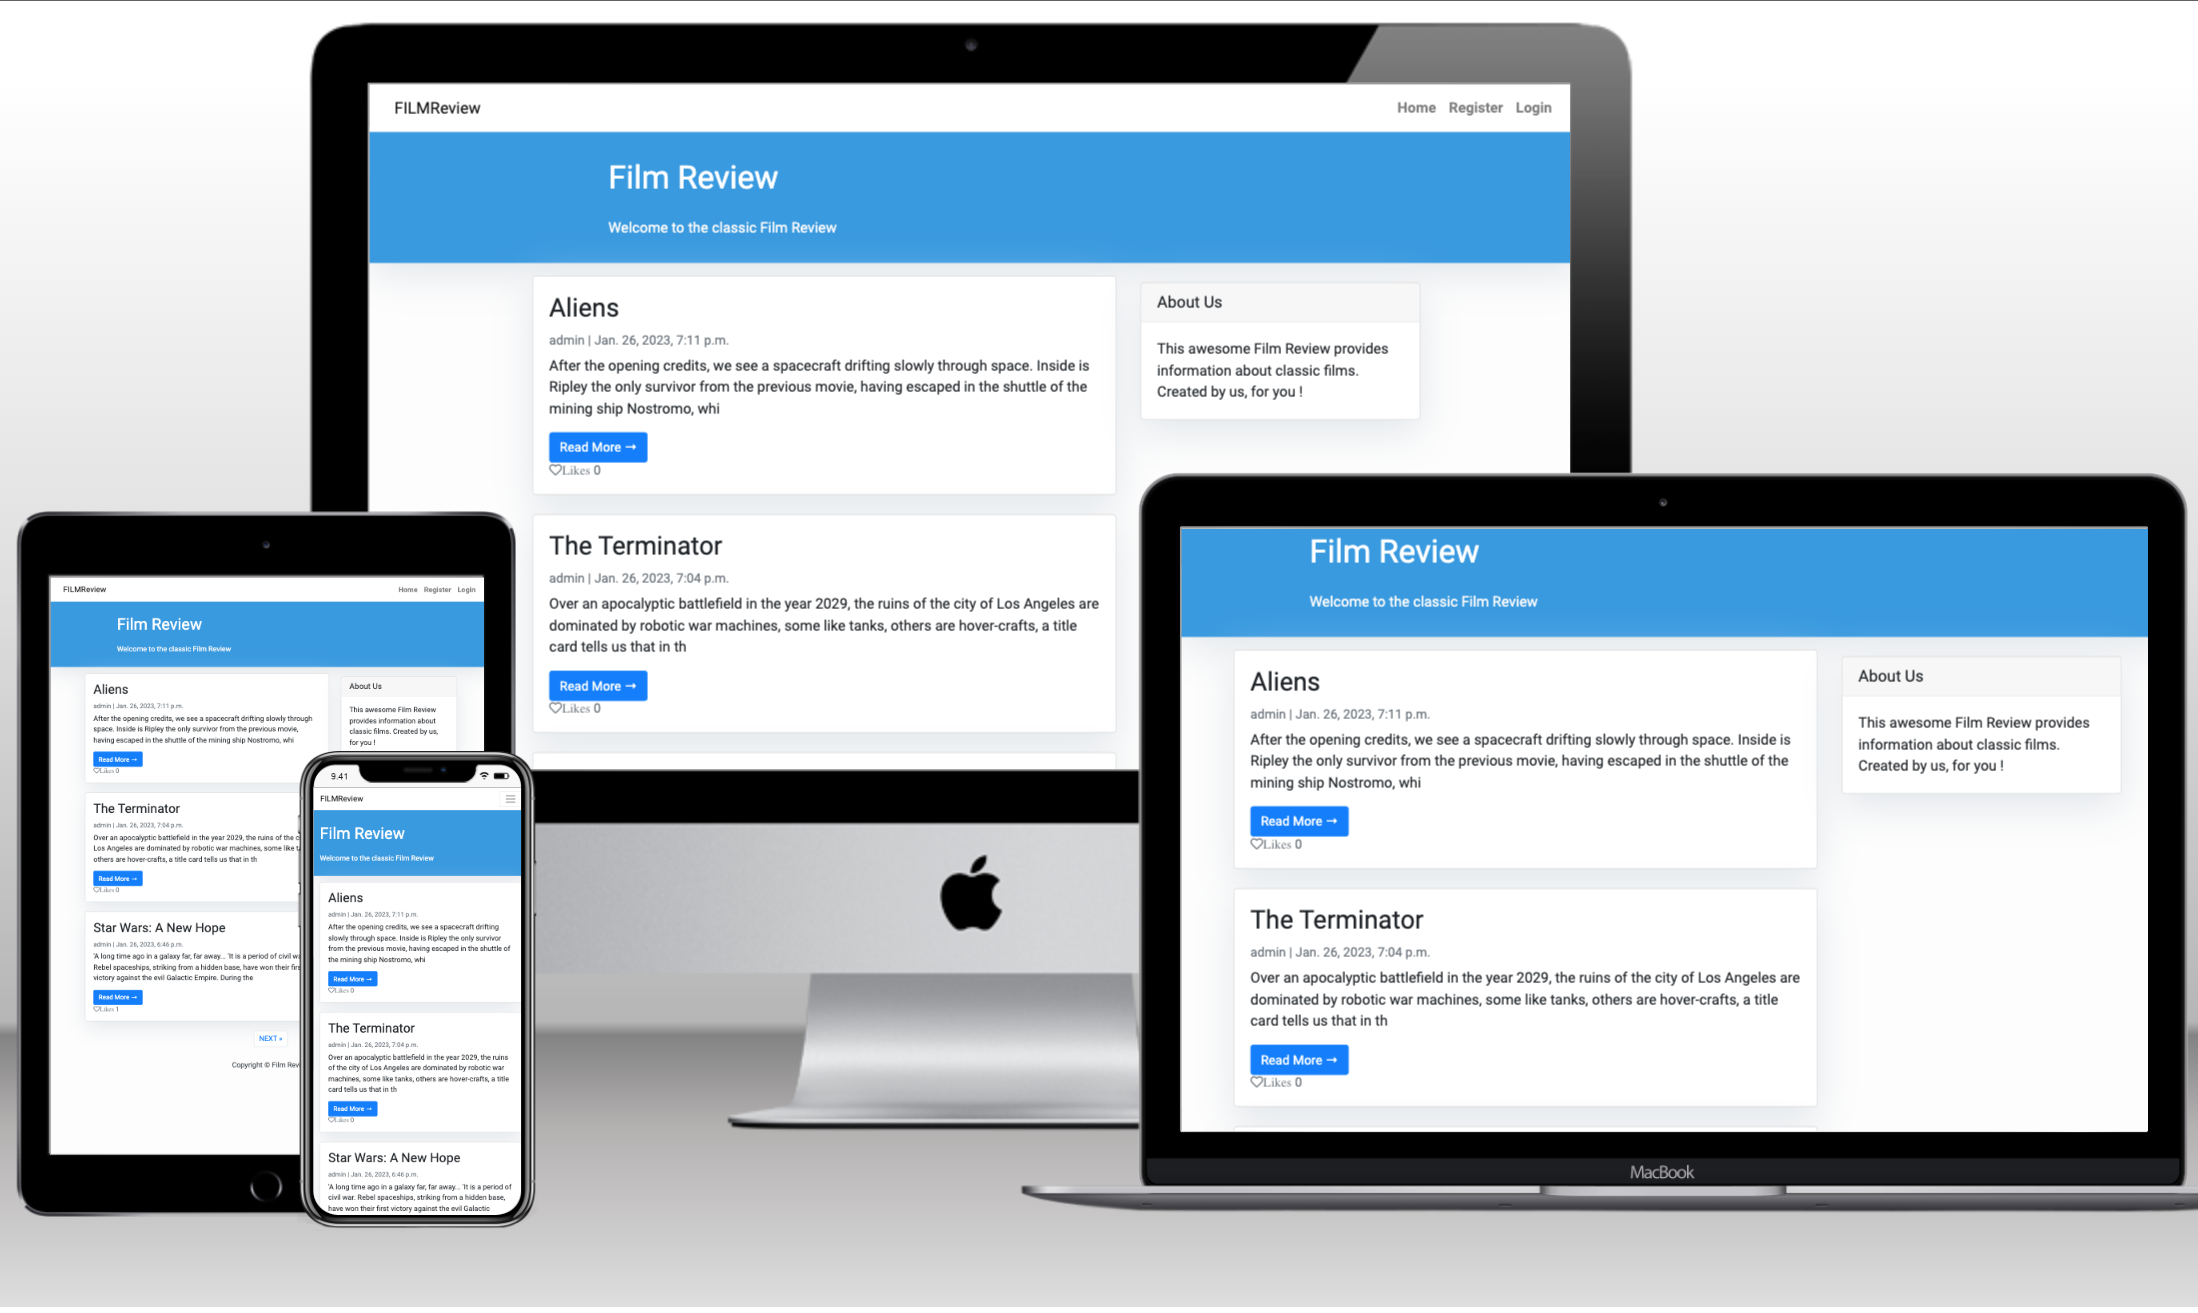 FILMReview
Home Register Login
Film Review
Welcome to the classic Film Review
Aliens
admin | Jan. 26, 2023, 7:11 p.m.
After the opening credits, we see a spacecraft drifting slowly through space. Inside is
Ripley the only survivor from the previous movie, having escaped in the shuttle of the
mining ship Nostromo, whi
Read More →
Likes 0
About Us
This awesome Film Review provides
information about classic films.
Created by us, for you !
The Terminator
admin | Jan. 26, 2023, 7:04 p.m.
Over an apocalyptic battlefield in the year 2029, the ruins of the city of Los Angeles are
dominated by robotic war machines, some like tanks, others are hover-crafts, a title
card tells us that in th
Read More →
Likes 0
FILMReview
Home Register Login
Film Review
Welcome to the classic Film Review
Aliens
admin | Jan. 26, 2023, 7:11 p.m.
After the opening credits, we see a spacecraft drifting slowly through
space. Inside is Ripley the only survivor from the previous movie,
having escaped in the shuttle of the mining ship Nostromo, whi
Read More →
Likes 0
About Us
This awesome Film Review
provides information about
classic films. Created by us,
for you !
The Terminator
admin | Jan. 26, 2023, 7:04 p.m.
Over an apocalyptic battlefield in the year 2029, the ruins of the c
Los Angeles are dominated by robotic war machines, some like t
others are hover-crafts, a title card tells us that in th
Read More →
Likes 0
Star Wars: A New Hope
admin | Jan. 26, 2023, 6:46 p.m.
'A long time ago in a galaxy far, far away... 'It is a period of civil wa
Rebel spaceships, striking from a hidden base, have won their firs
victory against the evil Galactic Empire. During the
Read More →
Likes 1
NEXT »
Copyright © Film Revi
9.41
FILMReview
Film Review
Welcome to the classic Film Review
Aliens
admin | Jan. 26, 2023, 7:11 p.m.
After the opening credits, we see a spacecraft drifting
slowly through space. Inside is Ripley the only survivor
from the previous movie, having escaped in the shuttle of
the mining ship Nostromo, whi
Read More →
Likes 0
The Terminator
admin | Jan. 26, 2023, 7:04 p.m.
Over an apocalyptic battlefield in the year 2029, the ruins
of the city of Los Angeles are dominated by robotic war
machines, some like tanks, others are hover-crafts, a title
card tells us that in th
Read More →
Likes 0
Star Wars: A New Hope
admin | Jan. 26, 2023, 6:46 p.m.
'A long time ago in a galaxy far, far away... 'It is a period of
civil war. Rebel spaceships, striking from a hidden base,
have won their first victory against the evil Galactic
Film Review
Welcome to the classic Film Review
Aliens
admin | Jan. 26, 2023, 7:11 p.m.
After the opening credits, we see a spacecraft drifting slowly through space. Inside is
Ripley the only survivor from the previous movie, having escaped in the shuttle of the
mining ship Nostromo, whi
Read More →
Likes 0
About Us
This awesome Film Review provides
information about classic films.
Created by us, for you !
The Terminator
admin | Jan. 26, 2023, 7:04 p.m.
Over an apocalyptic battlefield in the year 2029, the ruins of the city of Los Angeles are
dominated by robotic war machines, some like tanks, others are hover-crafts, a title
card tells us that in th
Read More →
Likes 0
MacBook